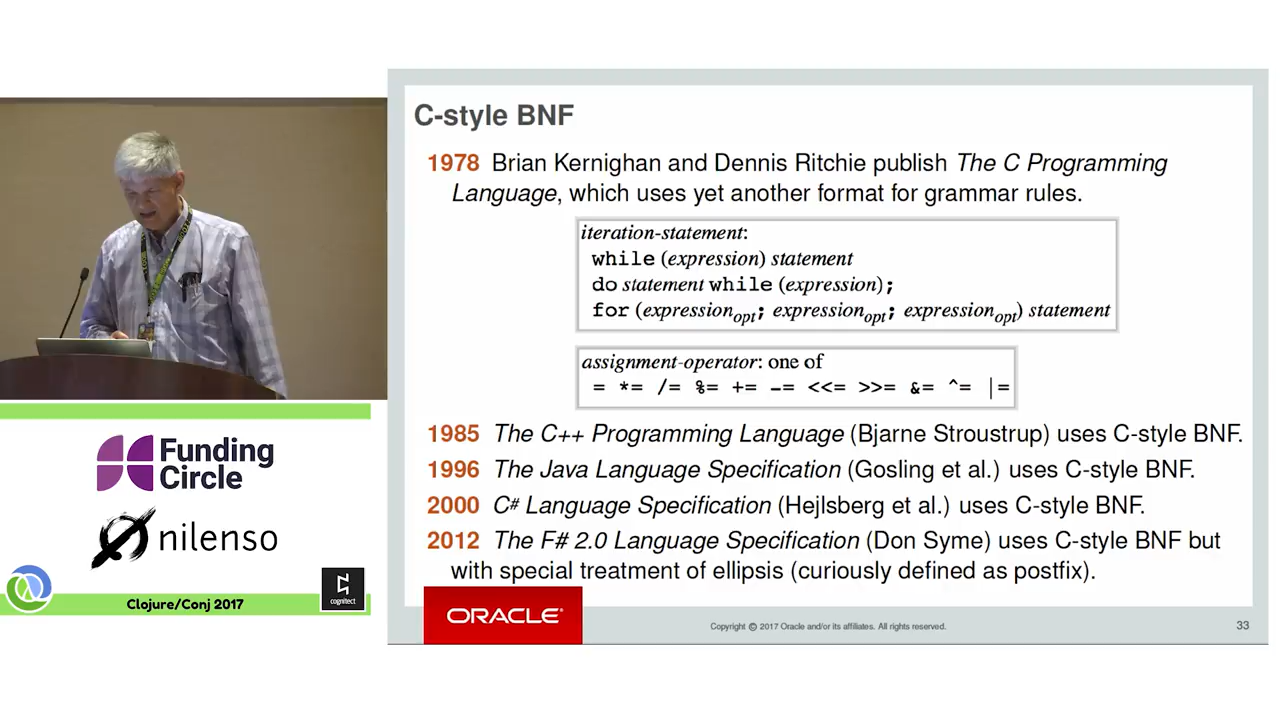 C-style BNF
1978 Brian Kernighan and Dennis Ritchie publish The C Programming
Language, which uses yet another format for grammar rules.
iteration-statement:
while (expression) statement
do statement while (expression);
for (expressionopt; expressionopt; expressionopt) statement
assignment-operator: one of
= *= /= %= += -= <<= >>= &= ^= |=
1985 The C++ Programming Language (Bjarne Stroustrup) uses C-style BNF.
1996 The Java Language Specification (Gosling et al.) uses C-style BNF.
2000 C# Language Specification (Hejlsberg et al.) uses C-style BNF.
2012 The F# 2.0 Language Specification (Don Syme) uses C-style BNF but
with special treatment of ellipsis (curiously defined as postfix).
ORACLE®
Copyright © 2017 Oracle and/or its affiliates. All rights reserved.
33
Funding
Circle
nilenso
Clojure/Conj 2017
cognitect